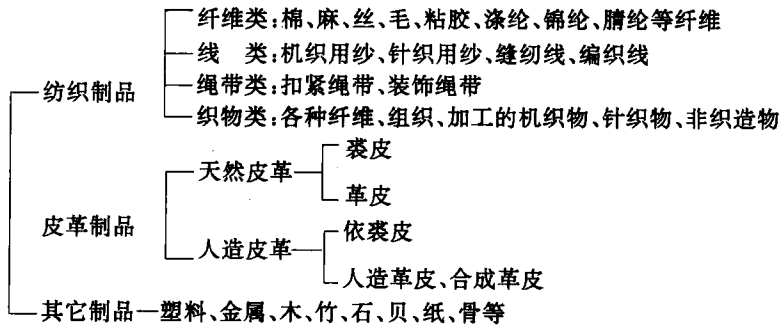 纤维类:棉、麻、丝、毛、粘胶、涤纶、锦纶、腈纶等纤维
线 类:机织用纱、针织用纱、缝纫线、编织线
纺织制品
绳带类:扣紧绳带、装饰绳带
织物类:各种纤维、组织、加工的机织物、针织物、非织造物
裘皮
天然皮革
革皮
皮革制品
依裘皮
人造皮革
人造革皮、合成革皮
其它制品—塑料、金属、木、竹、石、贝、纸、骨等